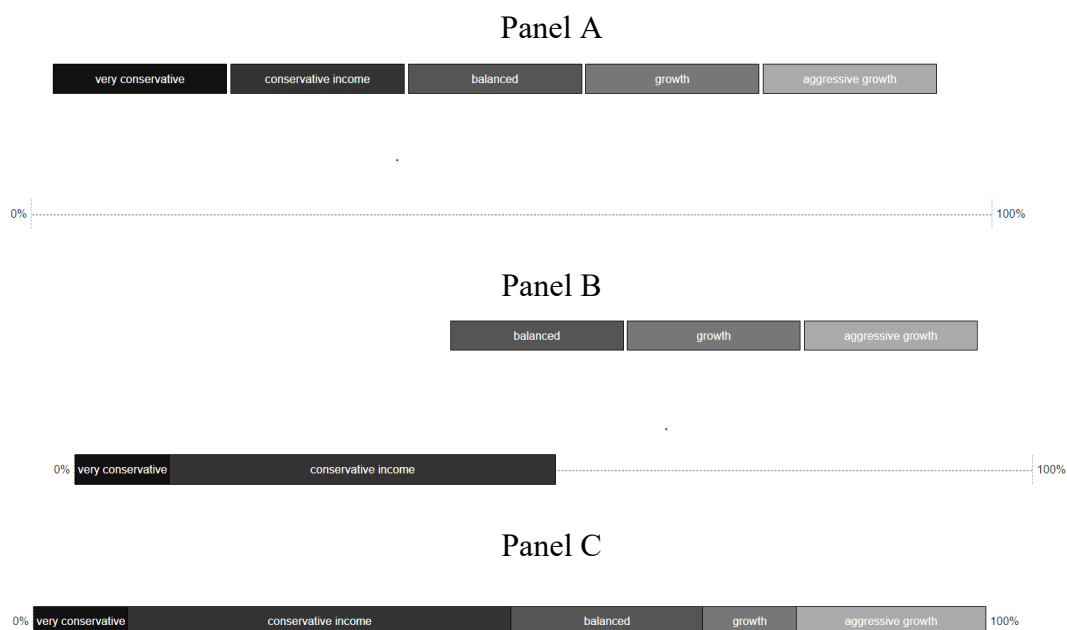 Panel A
very conservative conservative income balanced growth aggressive growth
0% 100%
Panel B
balanced growth aggressive growth
0% very conservative conservative income 100%
Panel C
0% very conservative conservative income balanced growth aggressive growth 100%